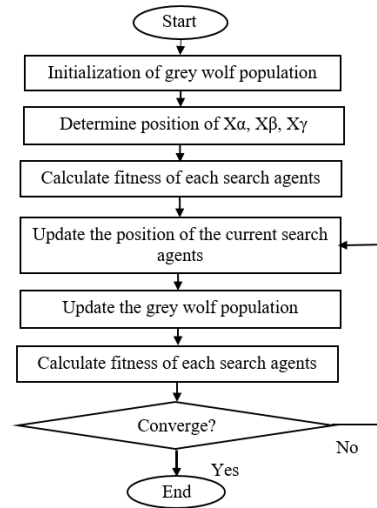 Start
Initialization of grey wolf population
Determine position of Xα, Xβ, Xγ
Calculate fitness of each search agents
Update the position of the current search
agents
Update the grey wolf population
Calculate fitness of each search agents
Converge?
No
Yes
End